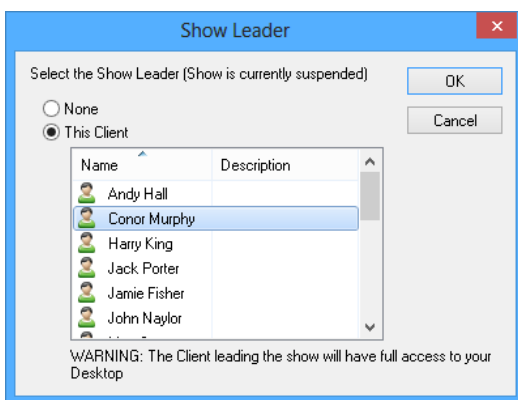 Show Leader
Select the Show Leader (Show is currently suspended)
OK
None
Cancel
This Client
Name Description
Andy Hall
Conor Murphy
Harry King
Jack Porter
Jamie Fisher
John Naylor
WARNING: The Client leading the show will have full access to your
Desktop